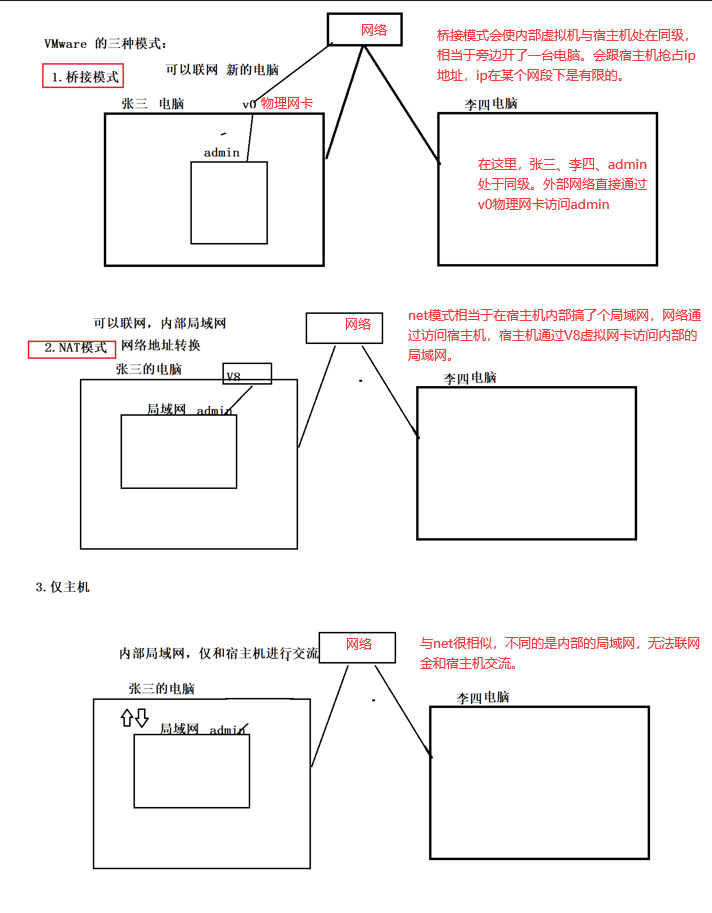 VMware 的三种模式:
网络
桥接模式会使内部虚拟机与宿主机处在同级，
相当于旁边开了一台电脑。会跟宿主机抢占ip
地址，ip在某个网段下是有限的。
1.桥接模式
可以联网 新的电脑
张三 电脑
v0 物理网卡
李四电脑
admin
在这里，张三、李四、admin
处于同级。外部网络直接通过
v0物理网卡访问admin
可以联网，内部局域网
网络
net模式相当于在宿主机内部搞了个局域网，网络通
过访问宿主机，宿主机通过V8虚拟网卡访问内部的
局域网。
2.NAT模式 网络地址转换
张三的电脑
V8
李四电脑
局域网 admin
3.仅主机
内部局域网，仅和宿主机进行交流
网络
与net很相似，不同的是内部的局域网，无法联网
金和宿主机交流。
张三的电脑
李四电脑
局域网 admin